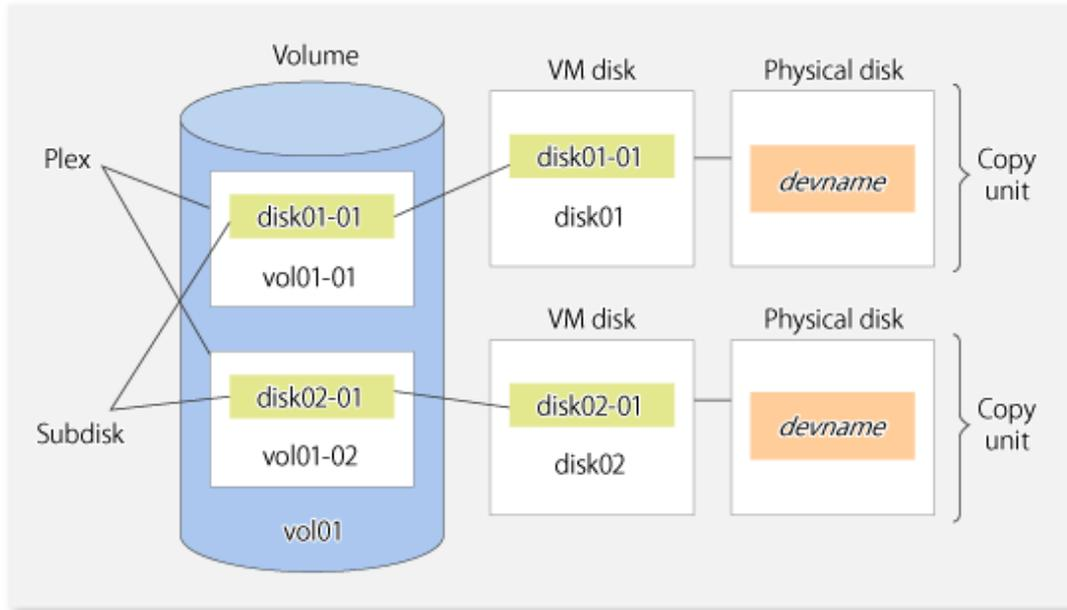 Volume
VM disk
Physical disk
Plex
disk01-01
vol01-01
disk01-01
disk01
devname
Copy
unit
VM disk
Physical disk
Subdisk
disk02-01
vol01-02
vol01
disk02-01
disk02
devname
Copy
unit